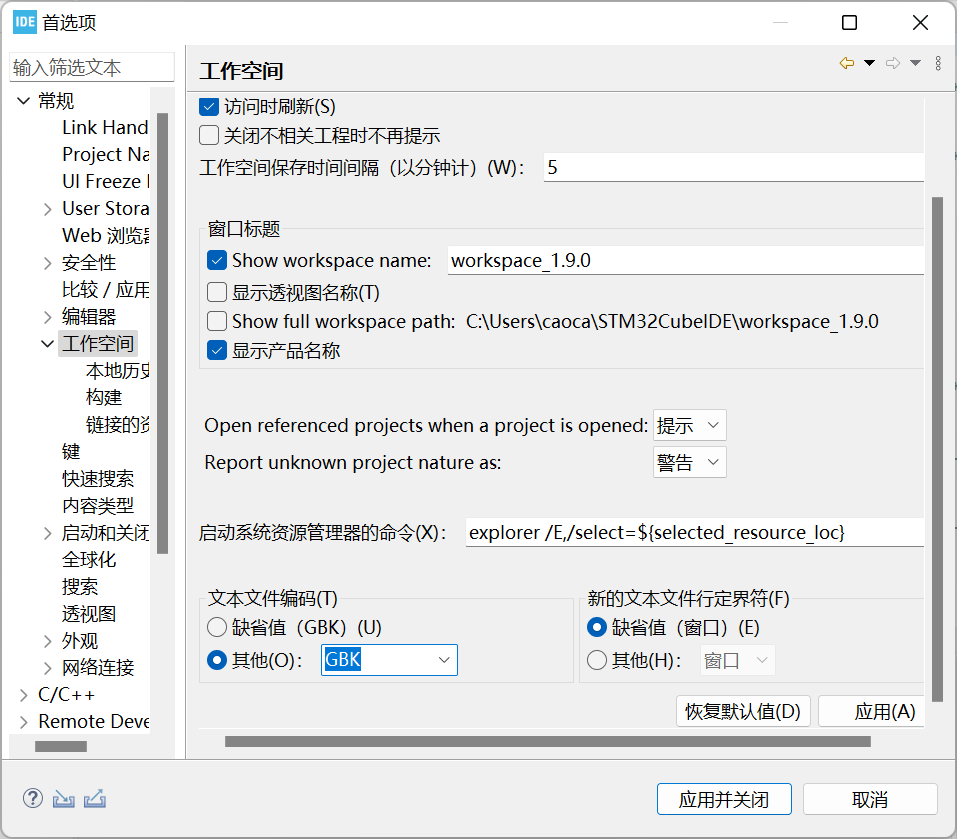 IDE 首选项
输入筛选文本
常规
Link Hand
Project Na
UI Freeze
User Stora
Web 浏览
安全性
比较 / 应用
编辑器
工作空间
本地历史
构建
链接的资
键
快速搜索
内容类型
启动和关闭
全球化
搜索
透视图
外观
网络连接
C/C++
Remote Deve
工作空间
访问时刷新(S)
关闭不相关工程时不再提示
工作空间保存时间间隔（以分钟计）(W)： 5
窗口标题
Show workspace name: workspace_1.9.0
显示透视图名称(T)
Show full workspace path: C:\Users\caoca\STM32CubeIDE\workspace_1.9.0
显示产品名称
Open referenced projects when a project is opened: 提示
Report unknown project nature as: 警告
启动系统资源管理器的命令(X)： explorer /E,/select=${selected_resource_loc}
文本文件编码(T)
缺省值（GBK）(U)
其他(O)： GBK
新的文本文件行定界符(F)
缺省值（窗口）(E)
其他(H)： 窗口
恢复默认值(D) 应用(A)
应用并关闭 取消